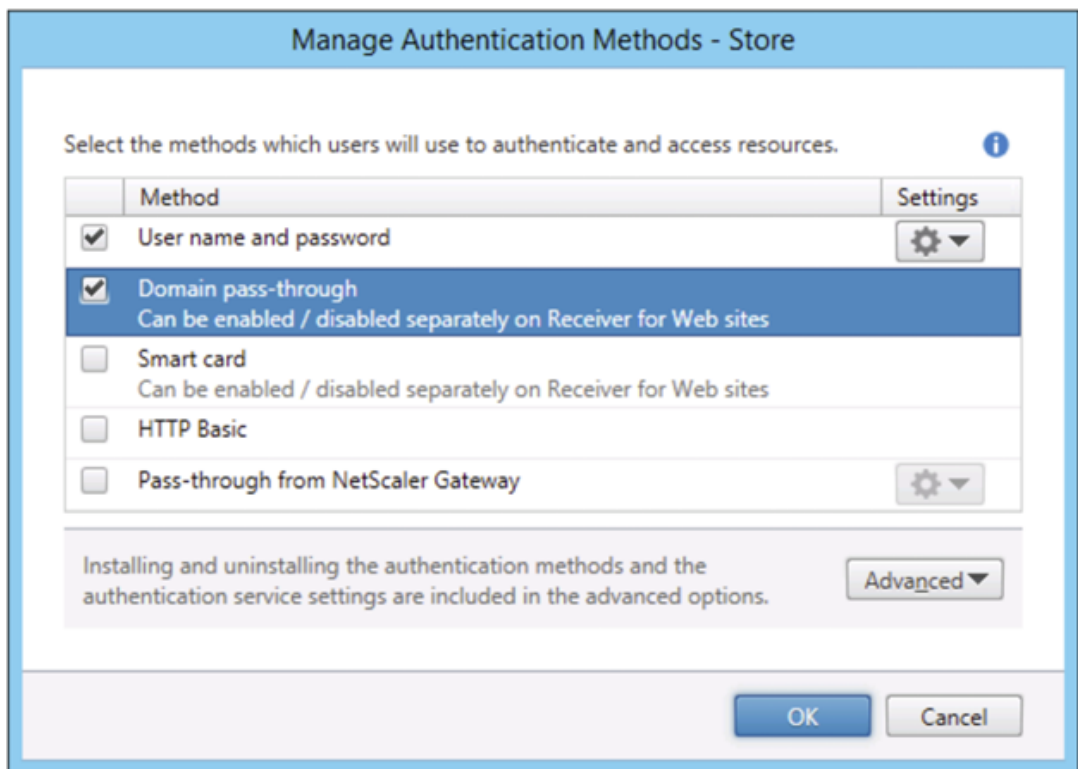 Manage Authentication Methods - Store
Select the methods which users will use to authenticate and access resources.
Method Settings
User name and password
Domain pass-through
Can be enabled / disabled separately on Receiver for Web sites
Smart card
Can be enabled / disabled separately on Receiver for Web sites
HTTP Basic
Pass-through from NetScaler Gateway
Installing and uninstalling the authentication methods and the
authentication service settings are included in the advanced options.
Advanced
OK Cancel